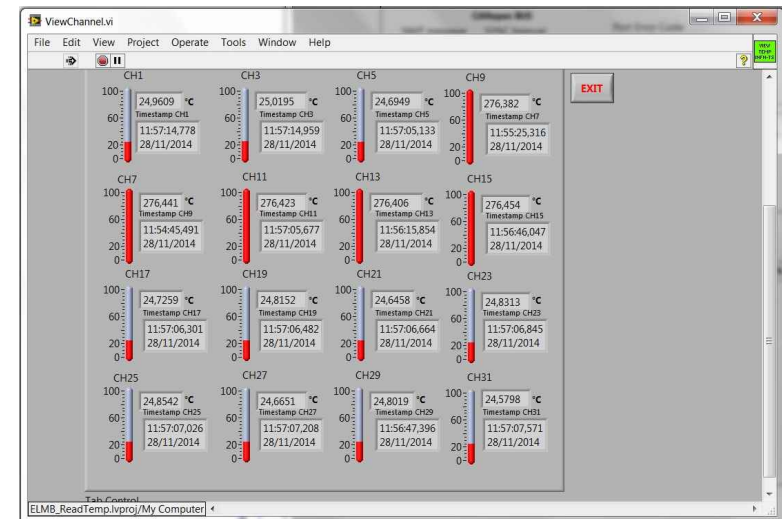 ViewChannel.vi
File Edit View Project Operate Tools Window Help
VIEW
TEMP
INFN-TS
EXIT
CH1 CH3 CH5 CH9
100 24,9609 °C 100 25,0195 °C 100 24,6949 °C 100 276,382 °C
60 Timestamp CH1 60 Timestamp CH3 60 Timestamp CH5 60 Timestamp CH7
11:57:14,778 11:57:14,959 11:57:05,133 11:55:25,316
20 28/11/2014 20 28/11/2014 20 28/11/2014 20 28/11/2014
0 0 0 0
CH7 CH11 CH13 CH15
100 276,441 °C 100 276,423 °C 100 276,406 °C 100 276,454 °C
60 Timestamp CH9 60 Timestamp CH11 60 Timestamp CH13 60 Timestamp CH15
11:54:45,491 11:57:05,677 11:56:15,854 11:56:46,047
20 28/11/2014 20 28/11/2014 20 28/11/2014 20 28/11/2014
0 0 0 0
CH17 CH19 CH21 CH23
100 24,7259 °C 100 24,8152 °C 100 24,6458 °C 100 24,8313 °C
60 Timestamp CH17 60 Timestamp CH19 60 Timestamp CH21 60 Timestamp CH23
11:57:06,301 11:57:06,482 11:57:06,664 11:57:06,845
20 28/11/2014 20 28/11/2014 20 28/11/2014 20 28/11/2014
0 0 0 0
CH25 CH27 CH29 CH31
100 24,8542 °C 100 24,6651 °C 100 24,8019 °C 100 24,5798 °C
60 Timestamp CH25 60 Timestamp CH27 60 Timestamp CH29 60 Timestamp CH31
11:57:07,026 11:57:07,208 11:56:47,396 11:57:07,571
20 28/11/2014 20 28/11/2014 20 28/11/2014 20 28/11/2014
0 0 0 0
Tab Control
ELMB_ReadTemp.lvproj/My Computer